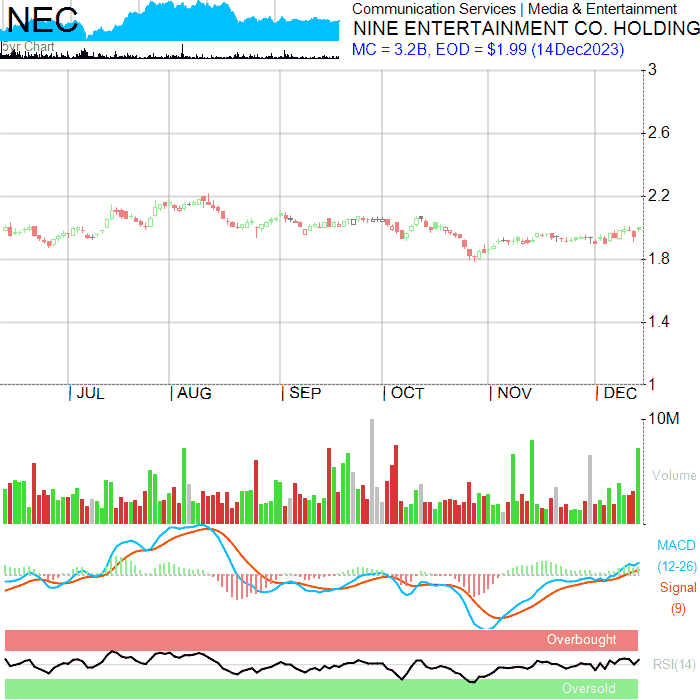 NEC
5yr Chart
Communication Services | Media & Entertainment
NINE ENTERTAINMENT CO. HOLDING
MC = 3.2B, EOD = $1.99 (14Dec2023)
3
2.6
2.2
1.8
1.4
1
JUL AUG SEP OCT NOV DEC
10M
Volume
MACD
(12-26)
Signal
(9)
Overbought
RSI(14)
Oversold